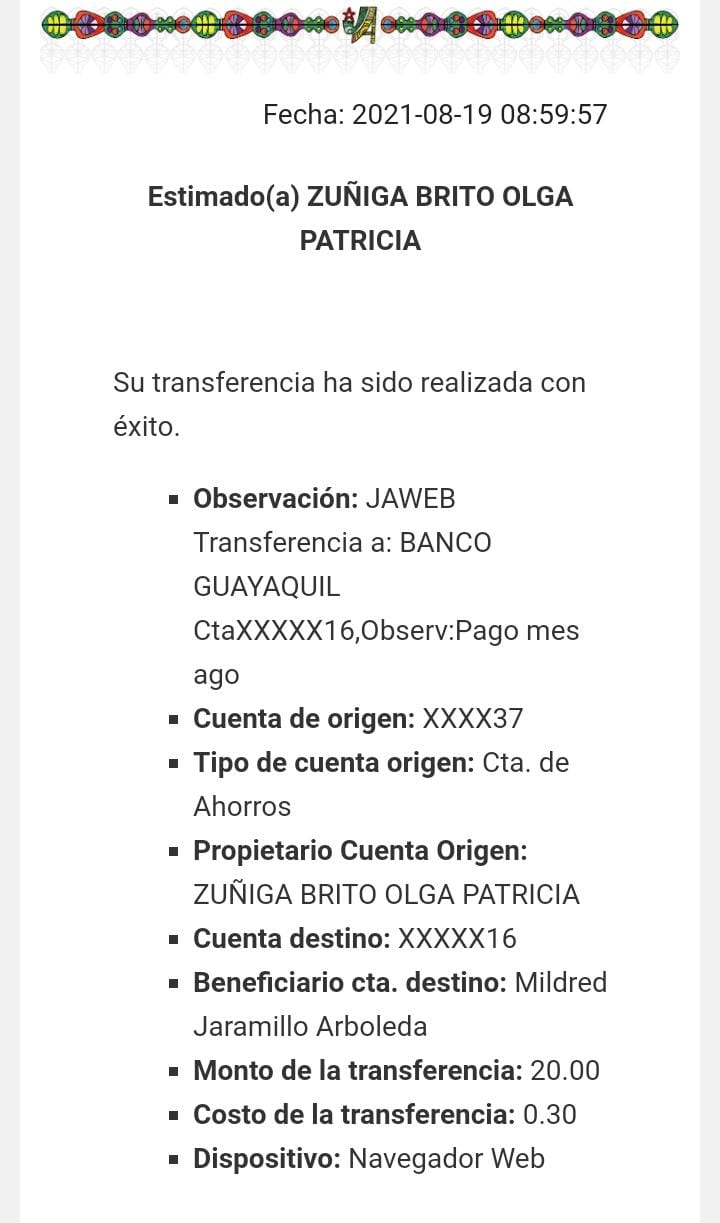 Fecha: 2021-08-19 08:59:57
Estimado(a) ZUÑIGA BRITO OLGA
PATRICIA
Su transferencia ha sido realizada con
éxito.
Observación: JAWEB
Transferencia a: BANCO
GUAYAQUIL
CtaXXXXX16,Observ:Pago mes
ago
Cuenta de origen: XXXX37
Tipo de cuenta origen: Cta. de
Ahorros
Propietario Cuenta Origen:
ZUÑIGA BRITO OLGA PATRICIA
Cuenta destino: XXXXX16
Beneficiario cta. destino: Mildred
Jaramillo Arboleda
Monto de la transferencia: 20.00
Costo de la transferencia: 0.30
Dispositivo: Navegador Web